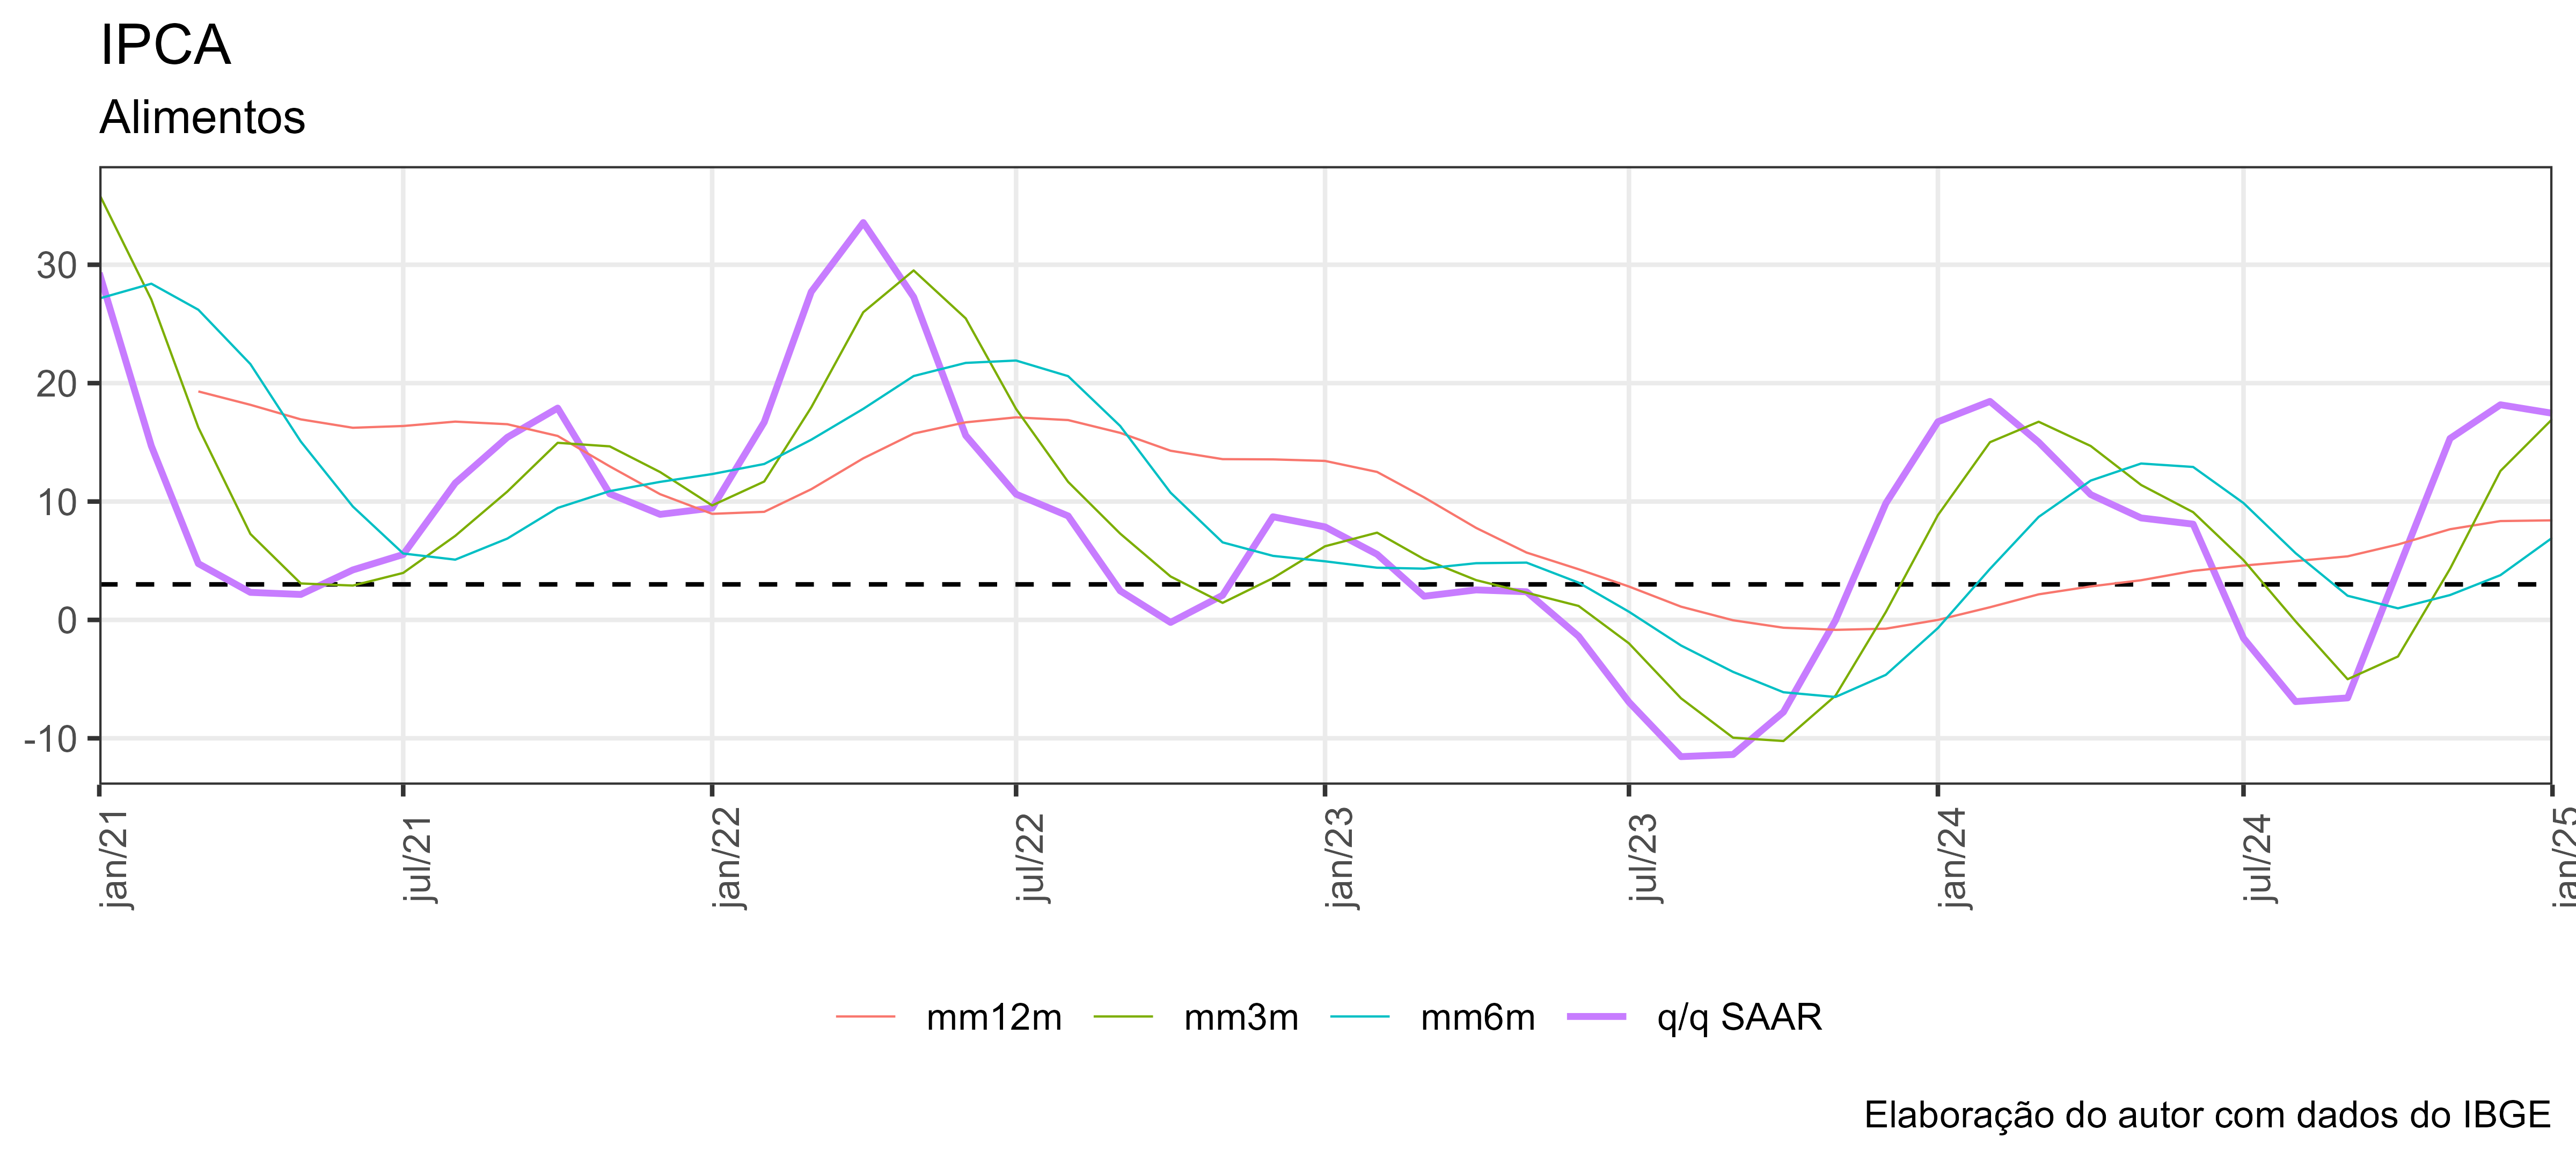 IPCA
Alimentos
30
20
10
0
-10
jan/21
jul/21
jan/22
jul/22
jan/23
jul/23
jan/24
jul/24
jan/25
mm12m mm3m mm6m q/q SAAR
Elaboração do autor com dados do IBGE